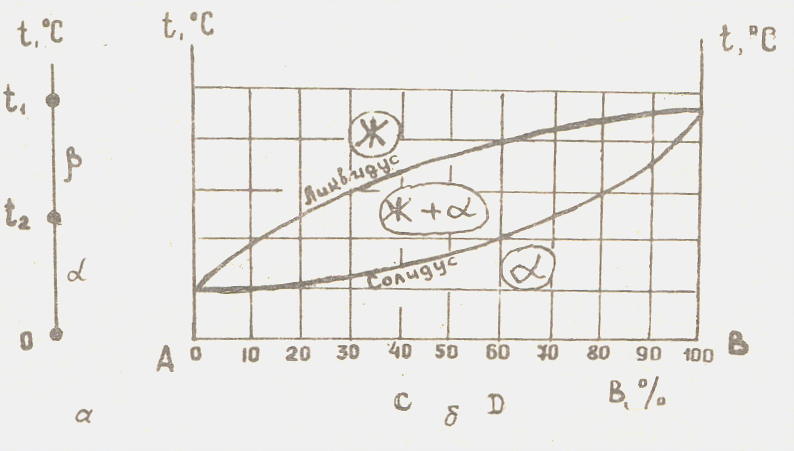 t,°C t,°C t,°C
t₁
Ж
β
Ликвидус
t₂
Ж + α
α
Солидус
α
0
A 0 10 20 30 40 50 60 70 80 90 100 B
C D B,%
α б